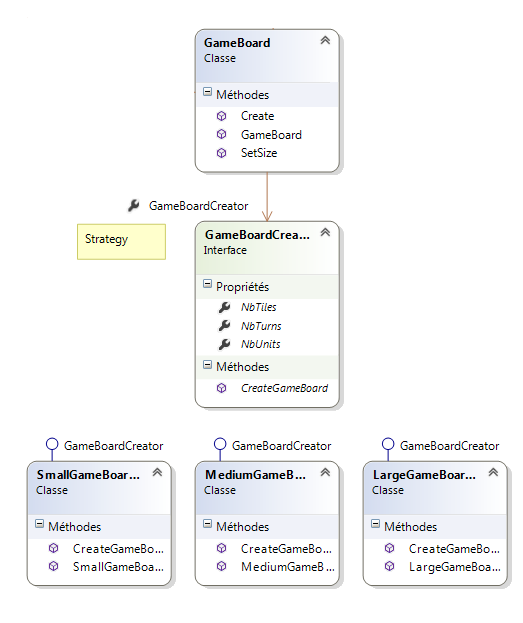 GameBoard
Classe
Méthodes
Create
GameBoard
SetSize
GameBoardCreator
Strategy
GameBoardCrea...
Interface
Propriétés
NbTiles
NbTurns
NbUnits
Méthodes
CreateGameBoard
GameBoardCreator
SmallGameBoar...
Classe
Méthodes
CreateGameBo...
SmallGameBoa...
GameBoardCreator
MediumGameB...
Classe
Méthodes
CreateGameBo...
MediumGameB...
GameBoardCreator
LargeGameBoar...
Classe
Méthodes
CreateGameBo...
LargeGameBoa...